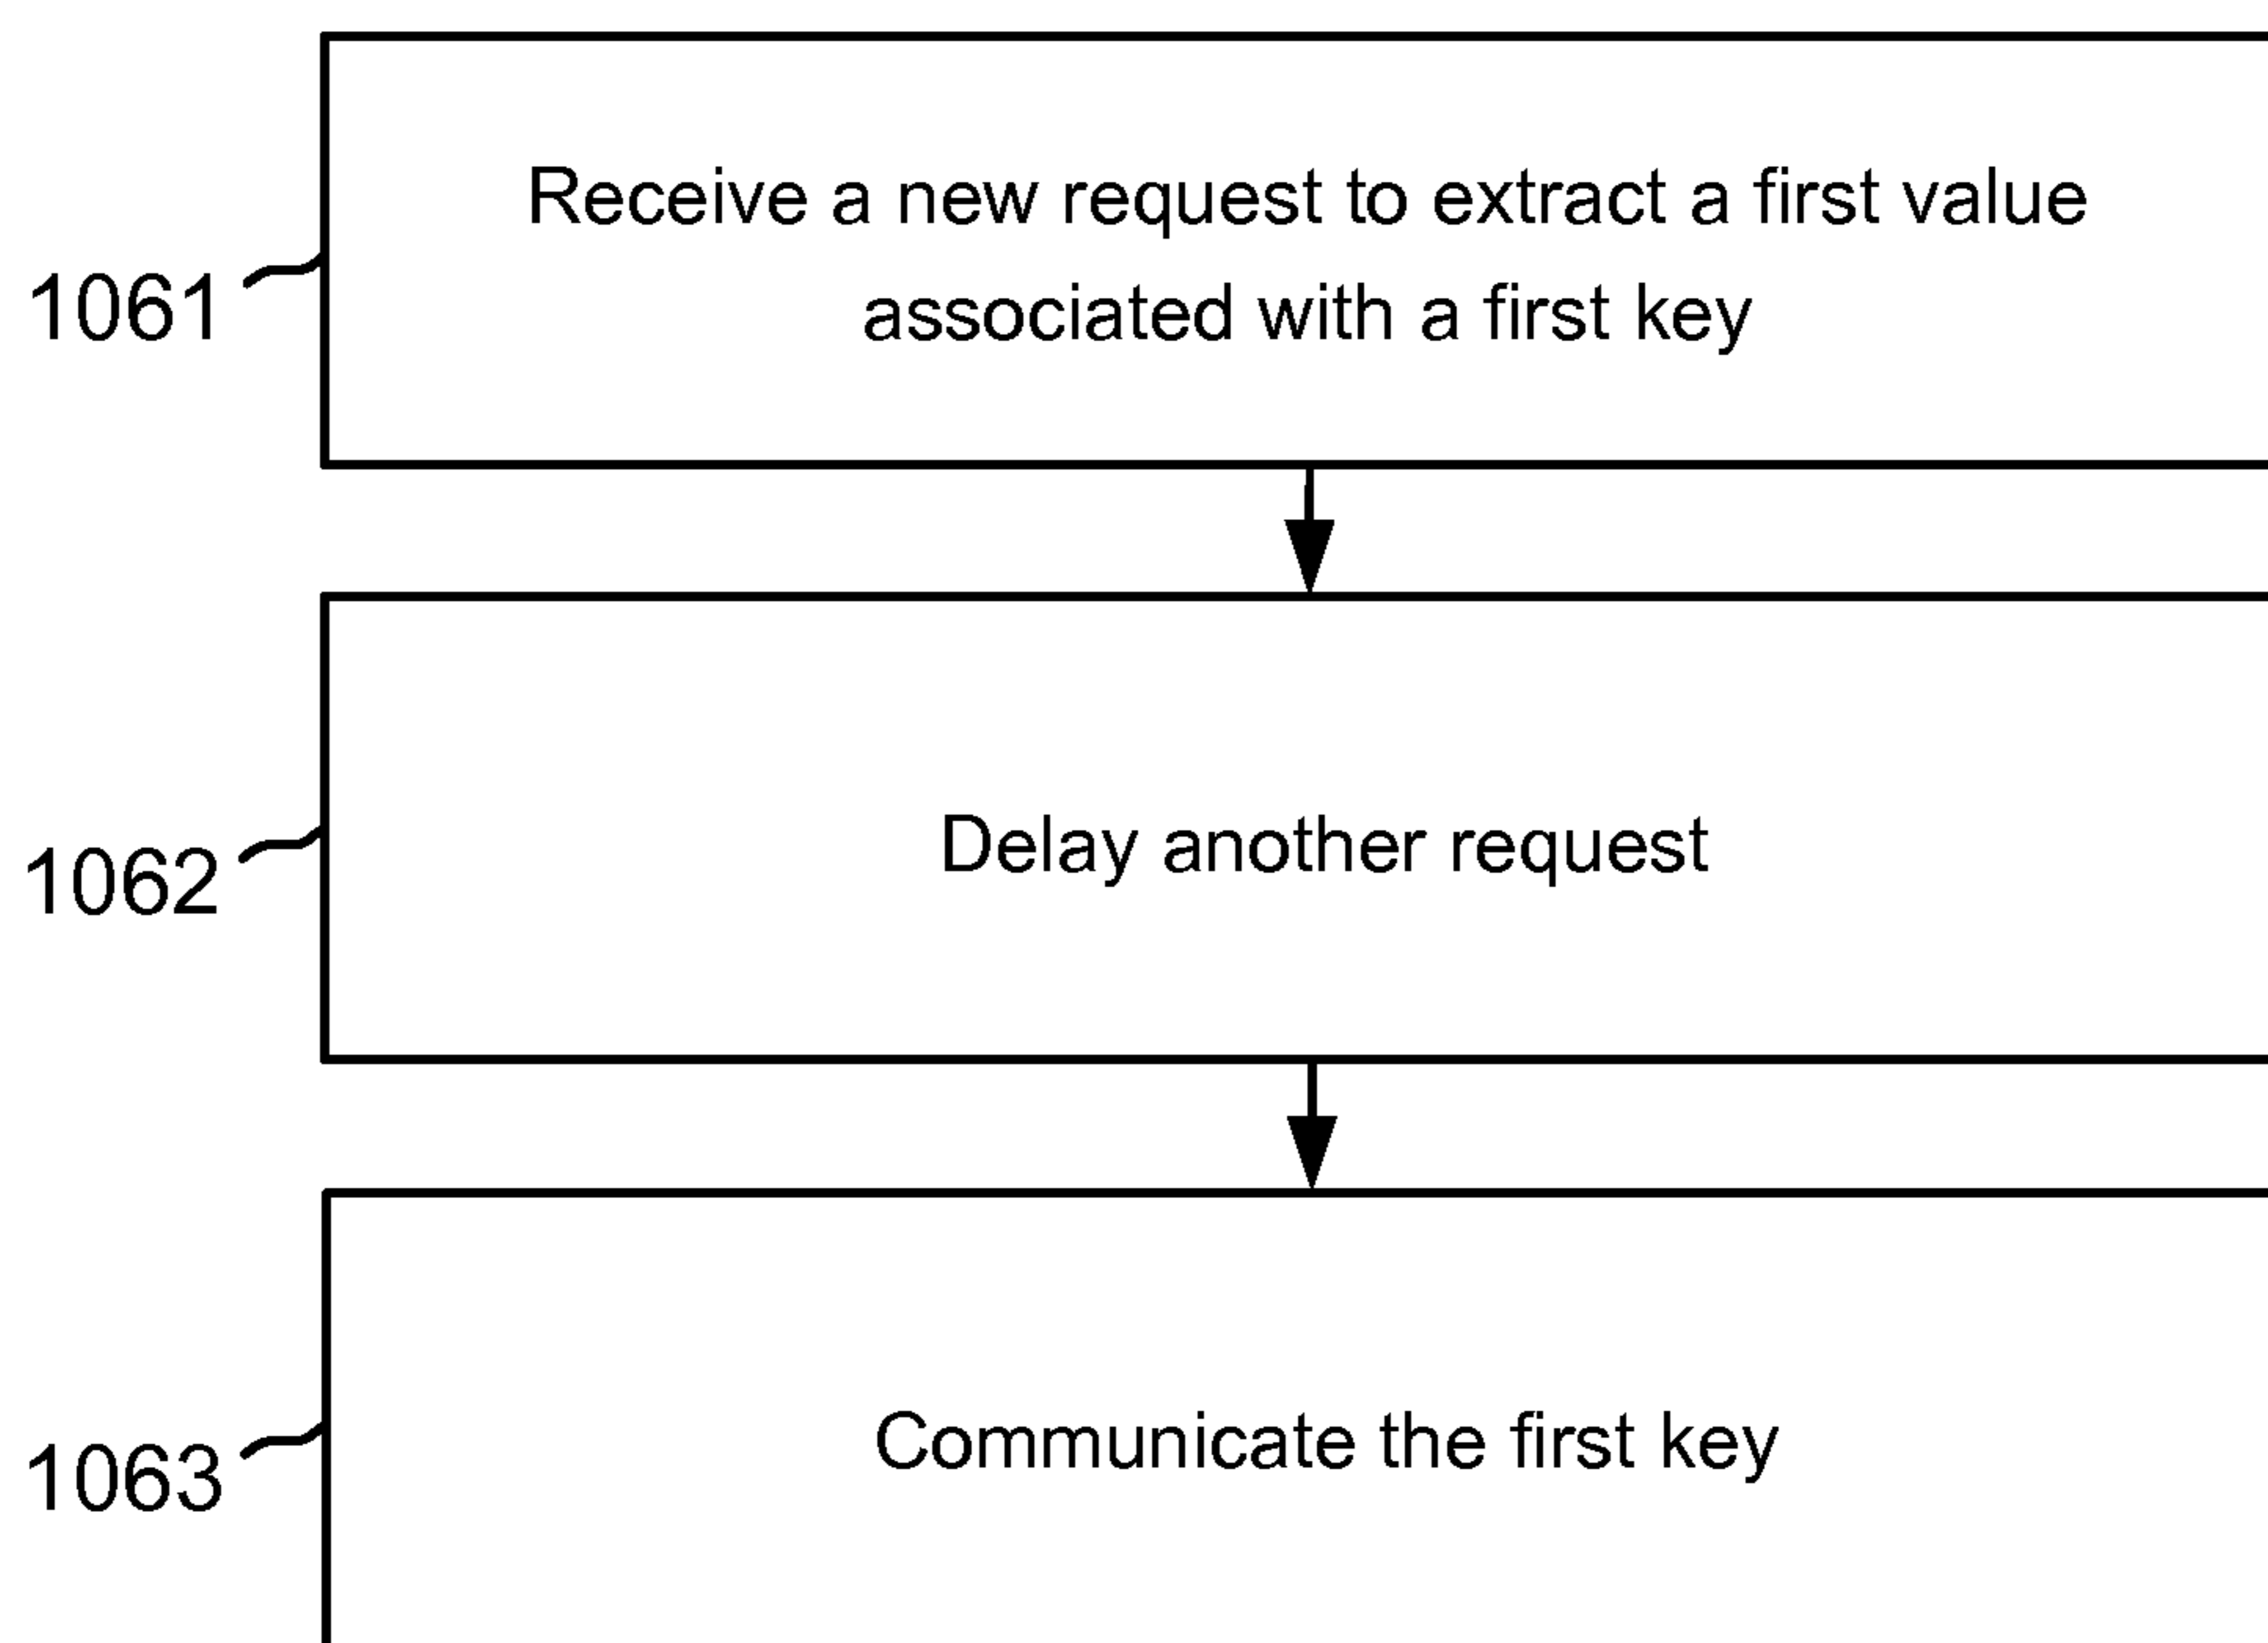 Receive a new request to extract a first value
associated with a first key
1061
Delay another request
1062
Communicate the first key
1063